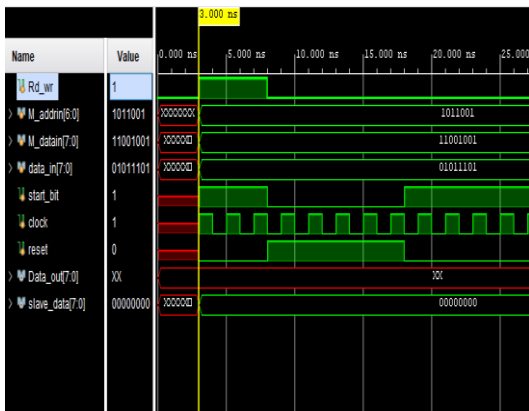 3.000 ns
Name Value 0.000 ns 5.000 ns 10.000 ns 15.000 ns 20.000 ns 25.000
Rd_wr 1
M_addrin[6:0] 1011001 XXXXXXX 1011001
M_datain[7:0] 11001001 11001001
data_in[7:0] 01011101 01011101
start_bit 1
clock 1
reset 0
Data_out[7:0] XX XX
slave_data[7:0] 00000000 00000000